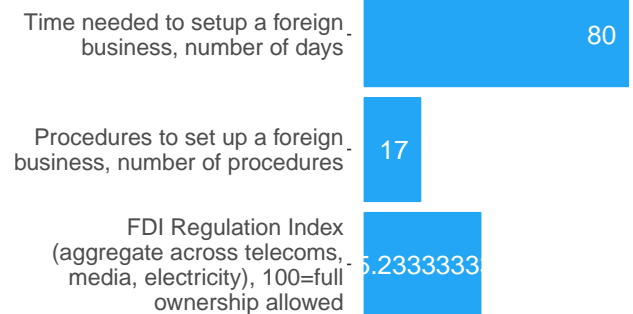 Time needed to setup a foreign
business, number of days
80
Procedures to set up a foreign
business, number of procedures
17
FDI Regulation Index
(aggregate across telecoms,
media, electricity), 100=full
ownership allowed
5.2333333